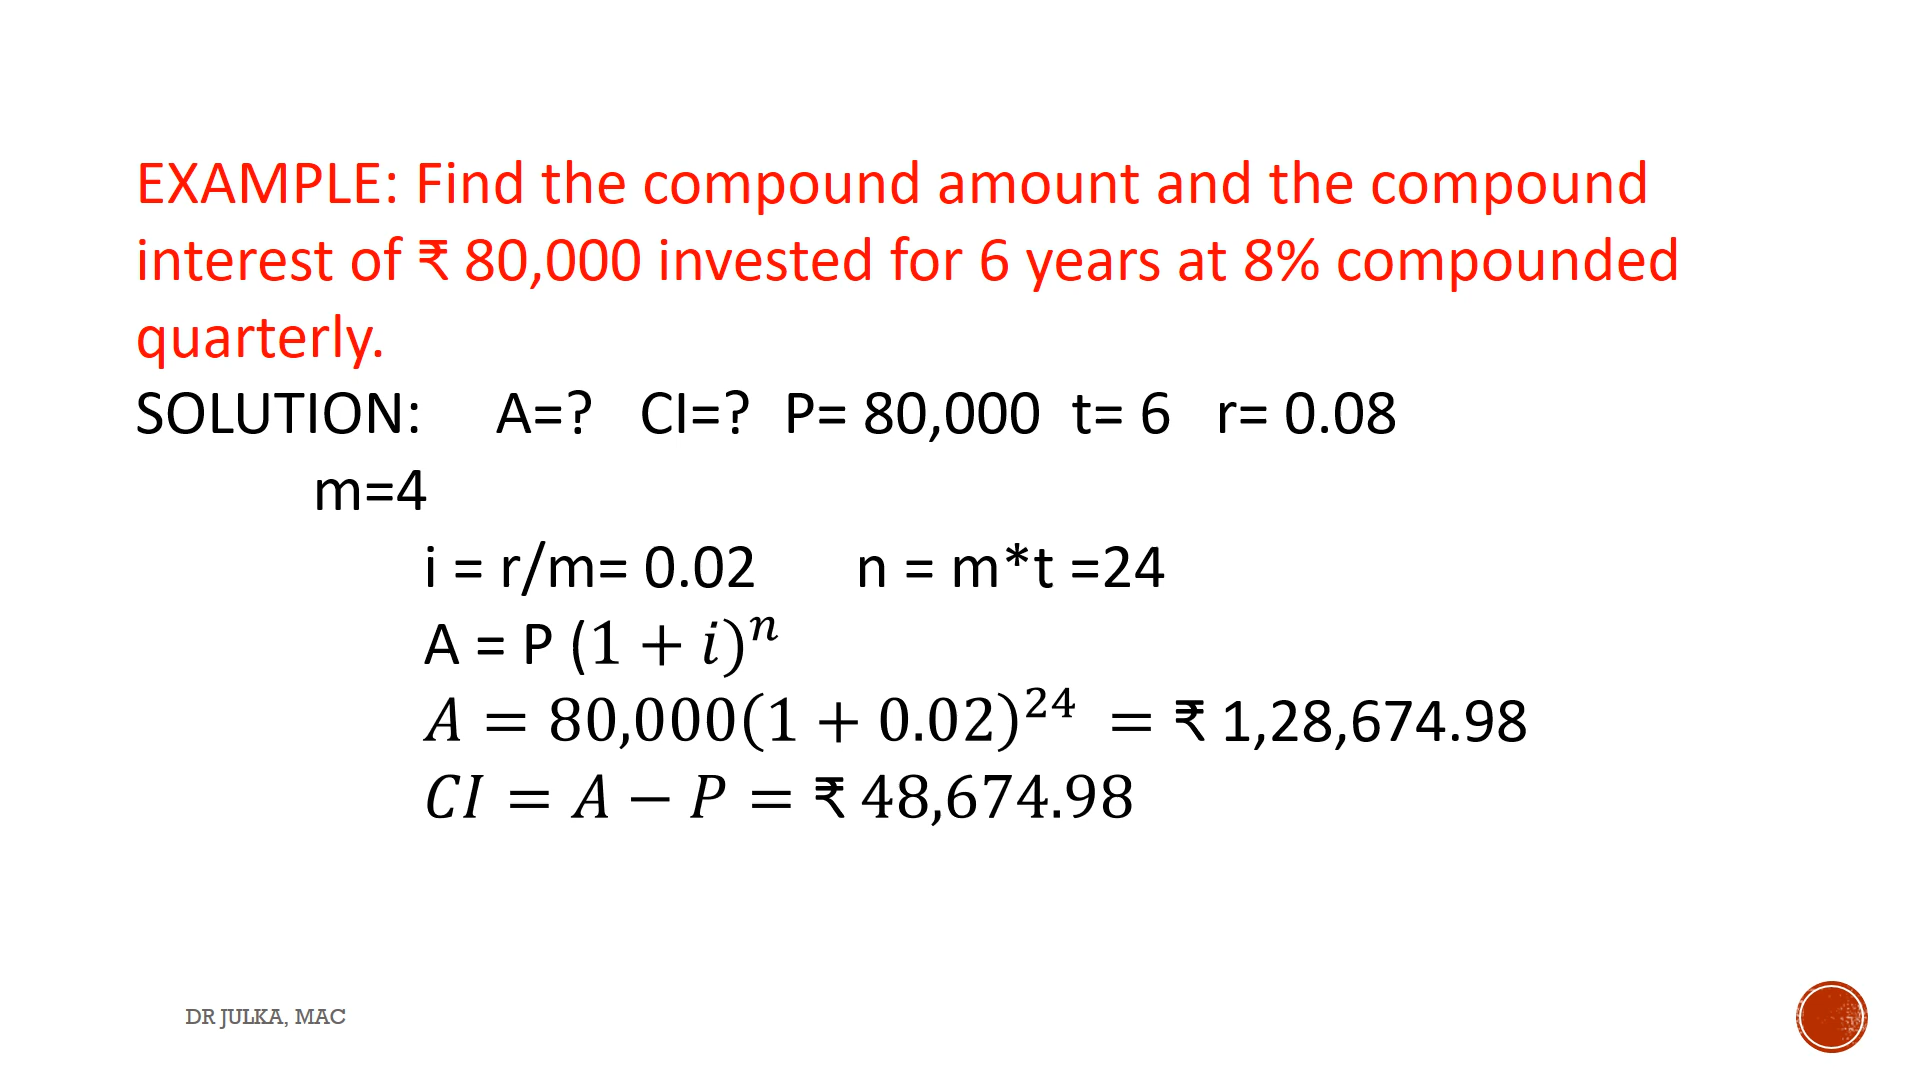 EXAMPLE: Find the compound amount and the compound
interest of ₹ 80,000 invested for 6 years at 8% compounded
quarterly.
SOLUTION: A=? CI=? P= 80,000 t= 6 r= 0.08
m=4
i = r/m= 0.02 n = m*t =24
A = P (1 + 𝑖)ⁿ
𝐴 = 80,000(1 + 0.02)²⁴ = ₹ 1,28,674.98
𝐶𝐼 = 𝐴 − 𝑃 = ₹ 48,674.98
DR JULKA, MAC